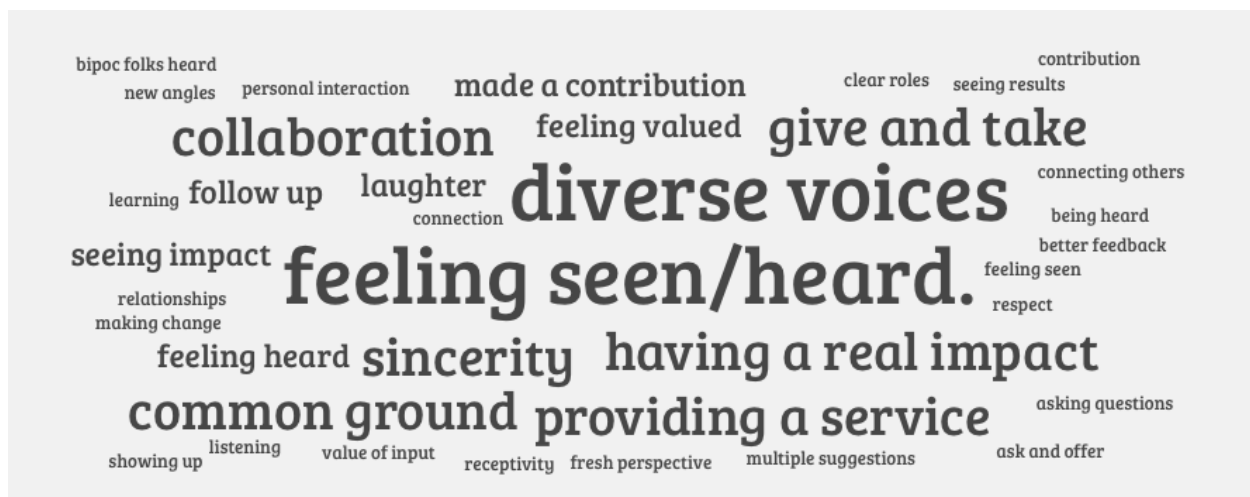 bipoc folks heard
new angles
personal interaction
made a contribution
clear roles
seeing results
contribution
collaboration
feeling valued
give and take
learning
follow up
laughter
connection
diverse voices
connecting others
being heard
better feedback
seeing impact
feeling seen/heard.
feeling seen
respect
relationships
making change
feeling heard
sincerity
having a real impact
common ground
providing a service
asking questions
showing up
listening
value of input
receptivity
fresh perspective
multiple suggestions
ask and offer